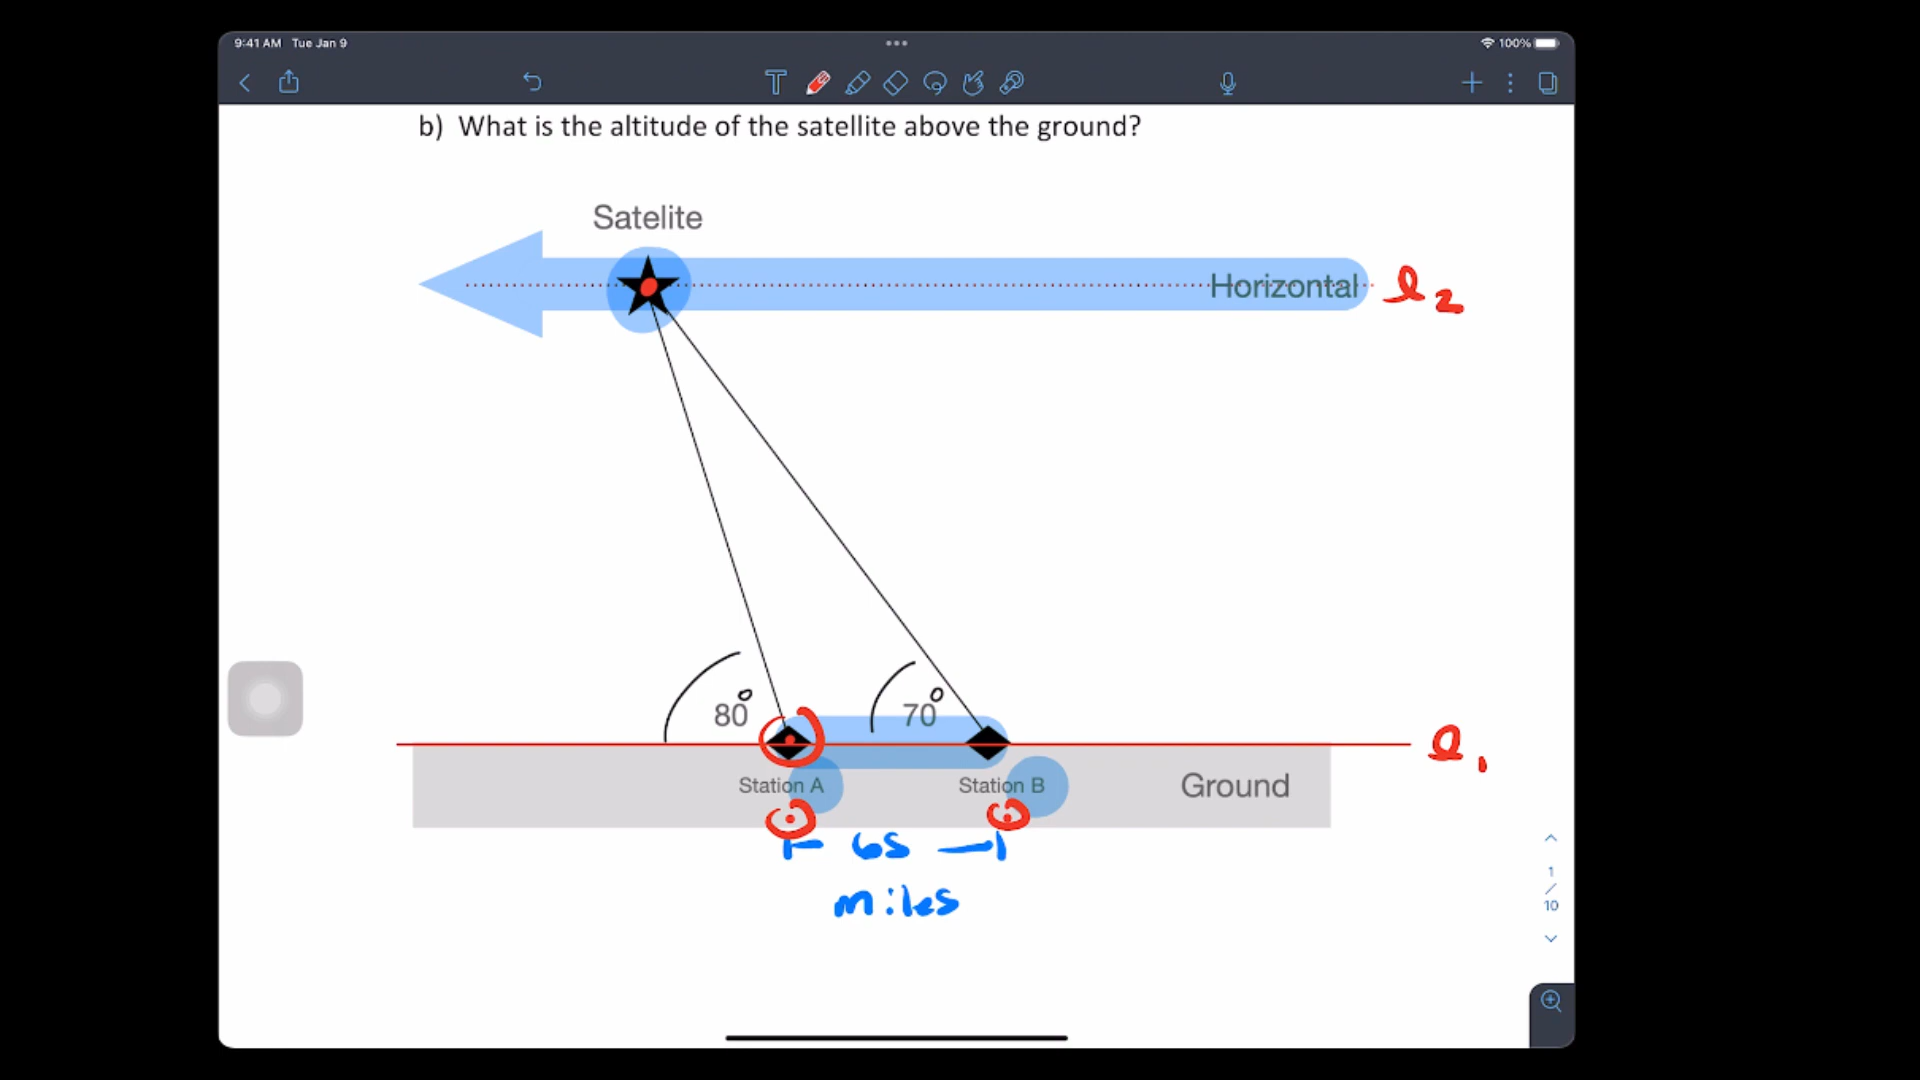 9:41 AM Tue Jan 9
100%
b) What is the altitude of the satellite above the ground?
Satelite
Horizontal
l2
80°
70°
l1
Station A
Station B
Ground
65
miles
1
/
10